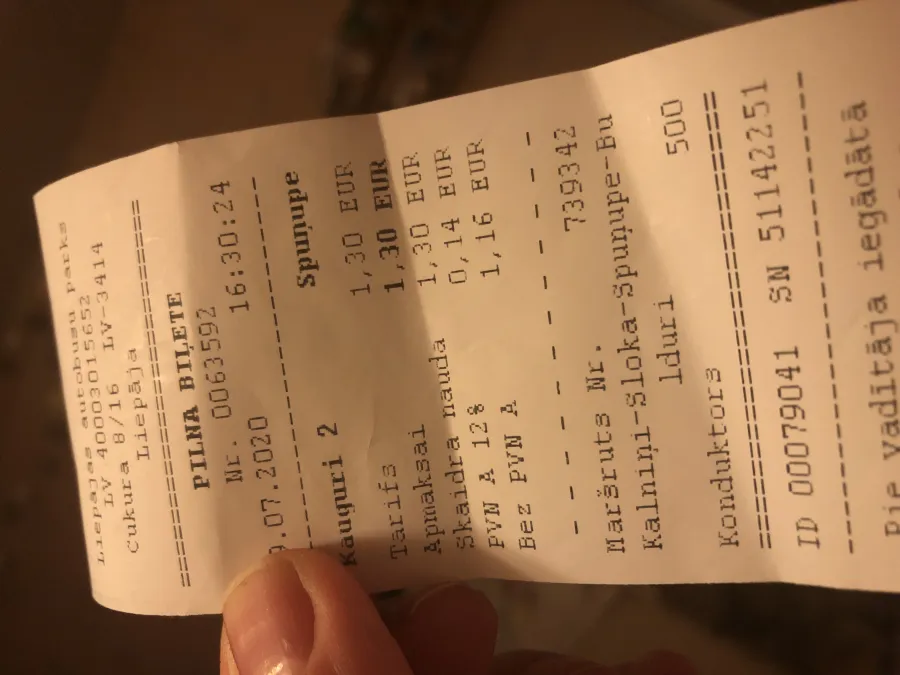 Liepājas autobusu parks
LV 40003015652
Cukura 8/16 LV-3414
Liepāja
========================
PILNA BIĻETE
Nr. 0063592
9.07.2020 16:30:24
------------------------
Kauguri 2 Spuņupe
Tarifs 1,30 EUR
Apmaksai 1,30 EUR
Skaidra nauda 1,30 EUR
PVN A 12% 0,14 EUR
Bez PVN A 1,16 EUR
- - - - - - - - - - - -
Maršruts Nr. 739342
Kalniņi-Sloka-Spuņupe-Bu
lduri
Konduktors 500
========================
ID 00079041 SN 51142251
------------------------
Pie vadītāja iegādātā